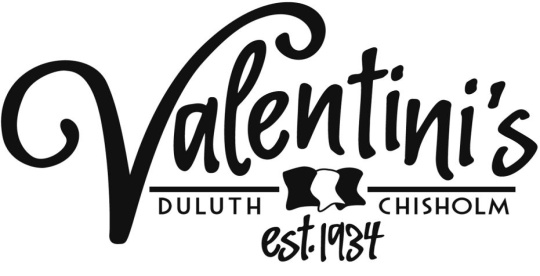 Valentini's
DULUTH CHISHOLM
est. 1934